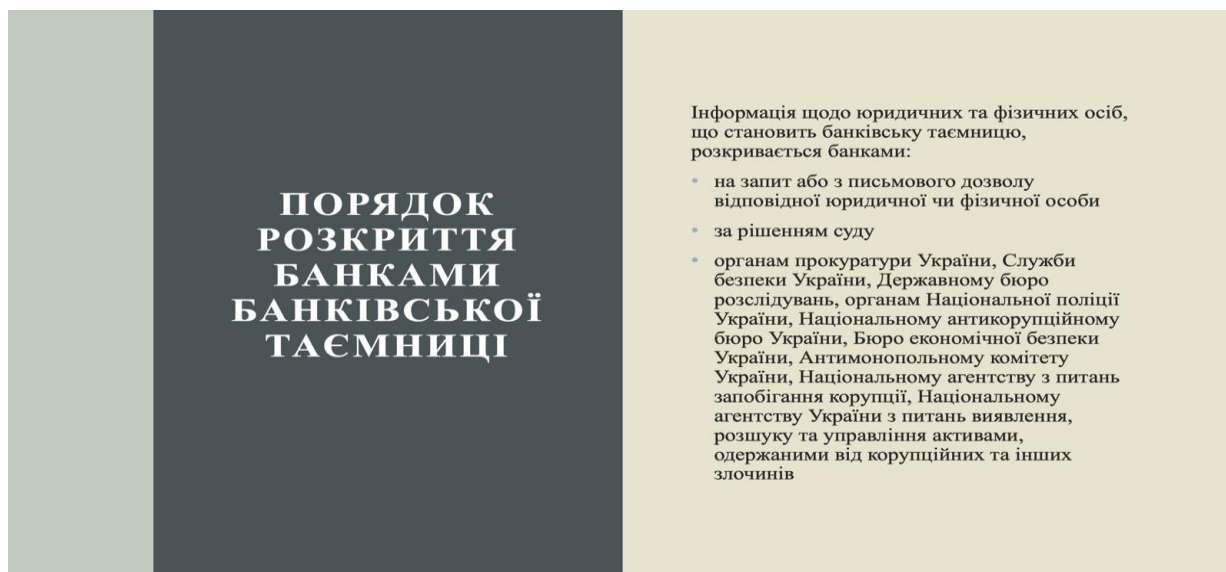 ПОРЯДОК
РОЗКРИТТЯ
БАНКАМИ
БАНКІВСЬКОЇ
ТАЄМНИЦІ
Інформація щодо юридичних та фізичних осіб,
що становить банківську таємницю,
розкривається банками:
• на запит або з письмового дозволу
відповідної юридичної чи фізичної особи
• за рішенням суду
• органам прокуратури України, Служби
безпеки України, Державному бюро
розслідувань, органам Національної поліції
України, Національному антикорупційному
бюро України, Бюро економічної безпеки
України, Антимонопольному комітету
України, Національному агентству з питань
запобігання корупції, Національному
агентству України з питань виявлення,
розшуку та управління активами,
одержаними від корупційних та інших
злочинів